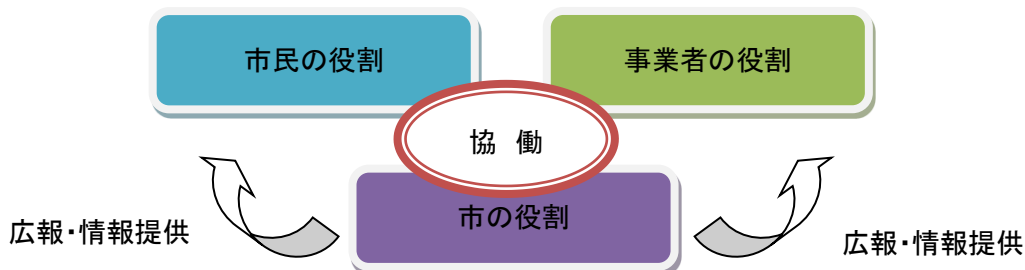 市民の役割
事業者の役割
協 働
市の役割
広報・情報提供
広報・情報提供